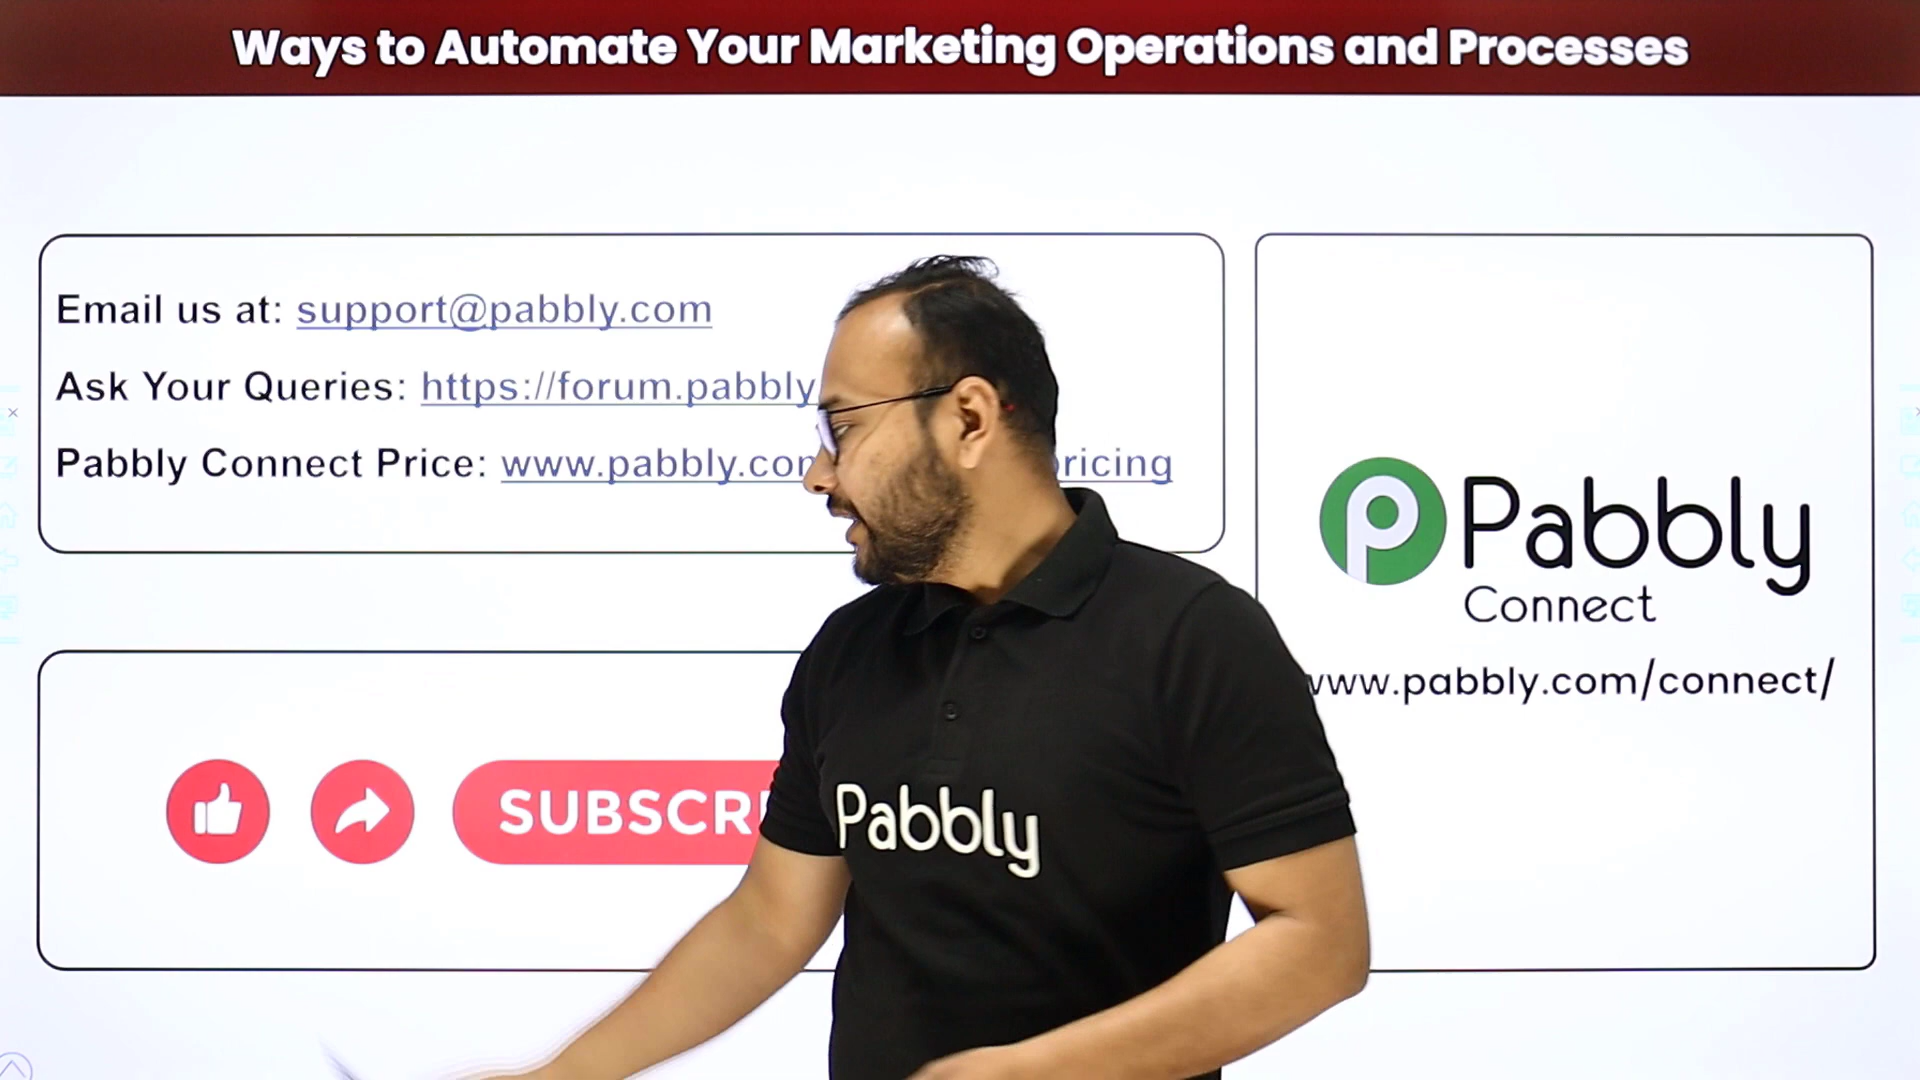 Ways to Automate Your Marketing Operations and Processes
Email us at: support@pabbly.com
Ask Your Queries: https://forum.pabbly
Pabbly Connect Price: www.pabbly.com
SUBSCR
Pabbly
Connect
www.pabbly.com/connect/
Pabbly